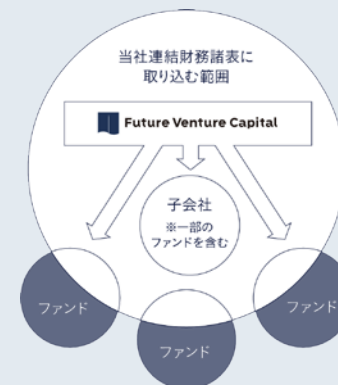 当社連結財務諸表に
取り込む範囲
Future Venture Capital
子会社
※一部の
ファンドを含む
ファンド
ファンド
ファンド